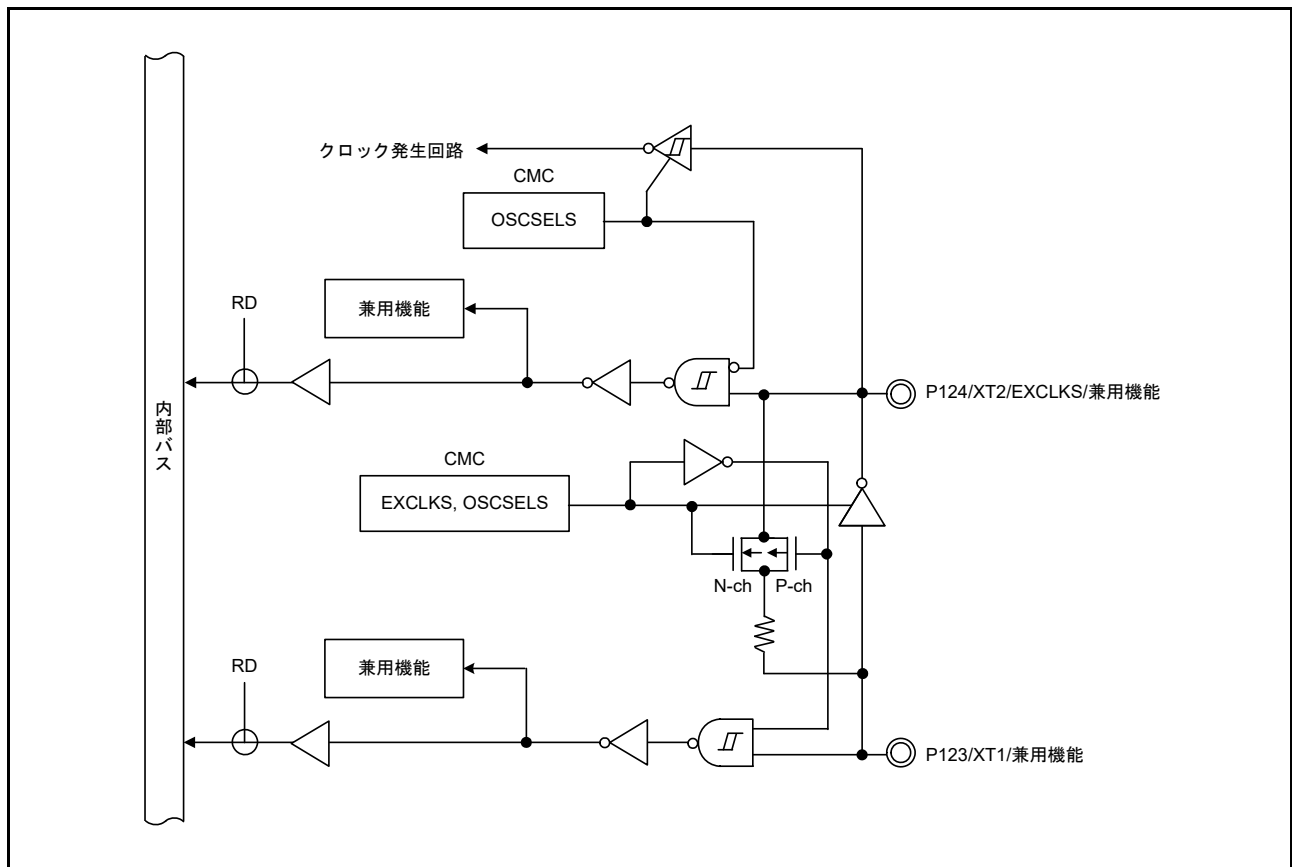 クロック発生回路
CMC
OSCSELS
RD
兼用機能
P124/XT2/EXCLKS/兼用機能
内部バス
CMC
EXCLKS, OSCSELS
N-ch
P-ch
RD
兼用機能
P123/XT1/兼用機能